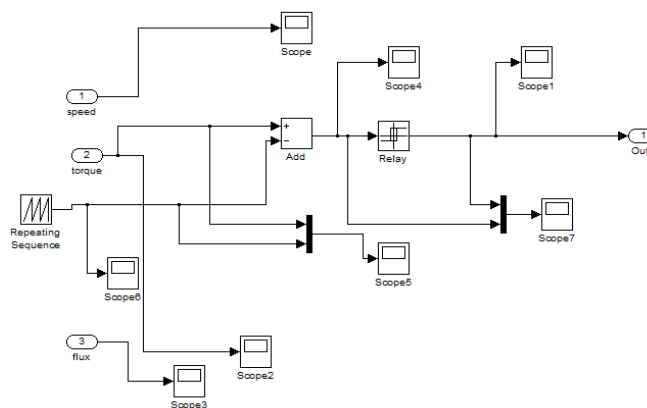 Scope
1
speed
Scope4
Scope1
+
−
Add
Relay
1
Out
2
torque
Repeating
Sequence
Scope7
Scope5
Scope6
3
flux
Scope2
Scope3